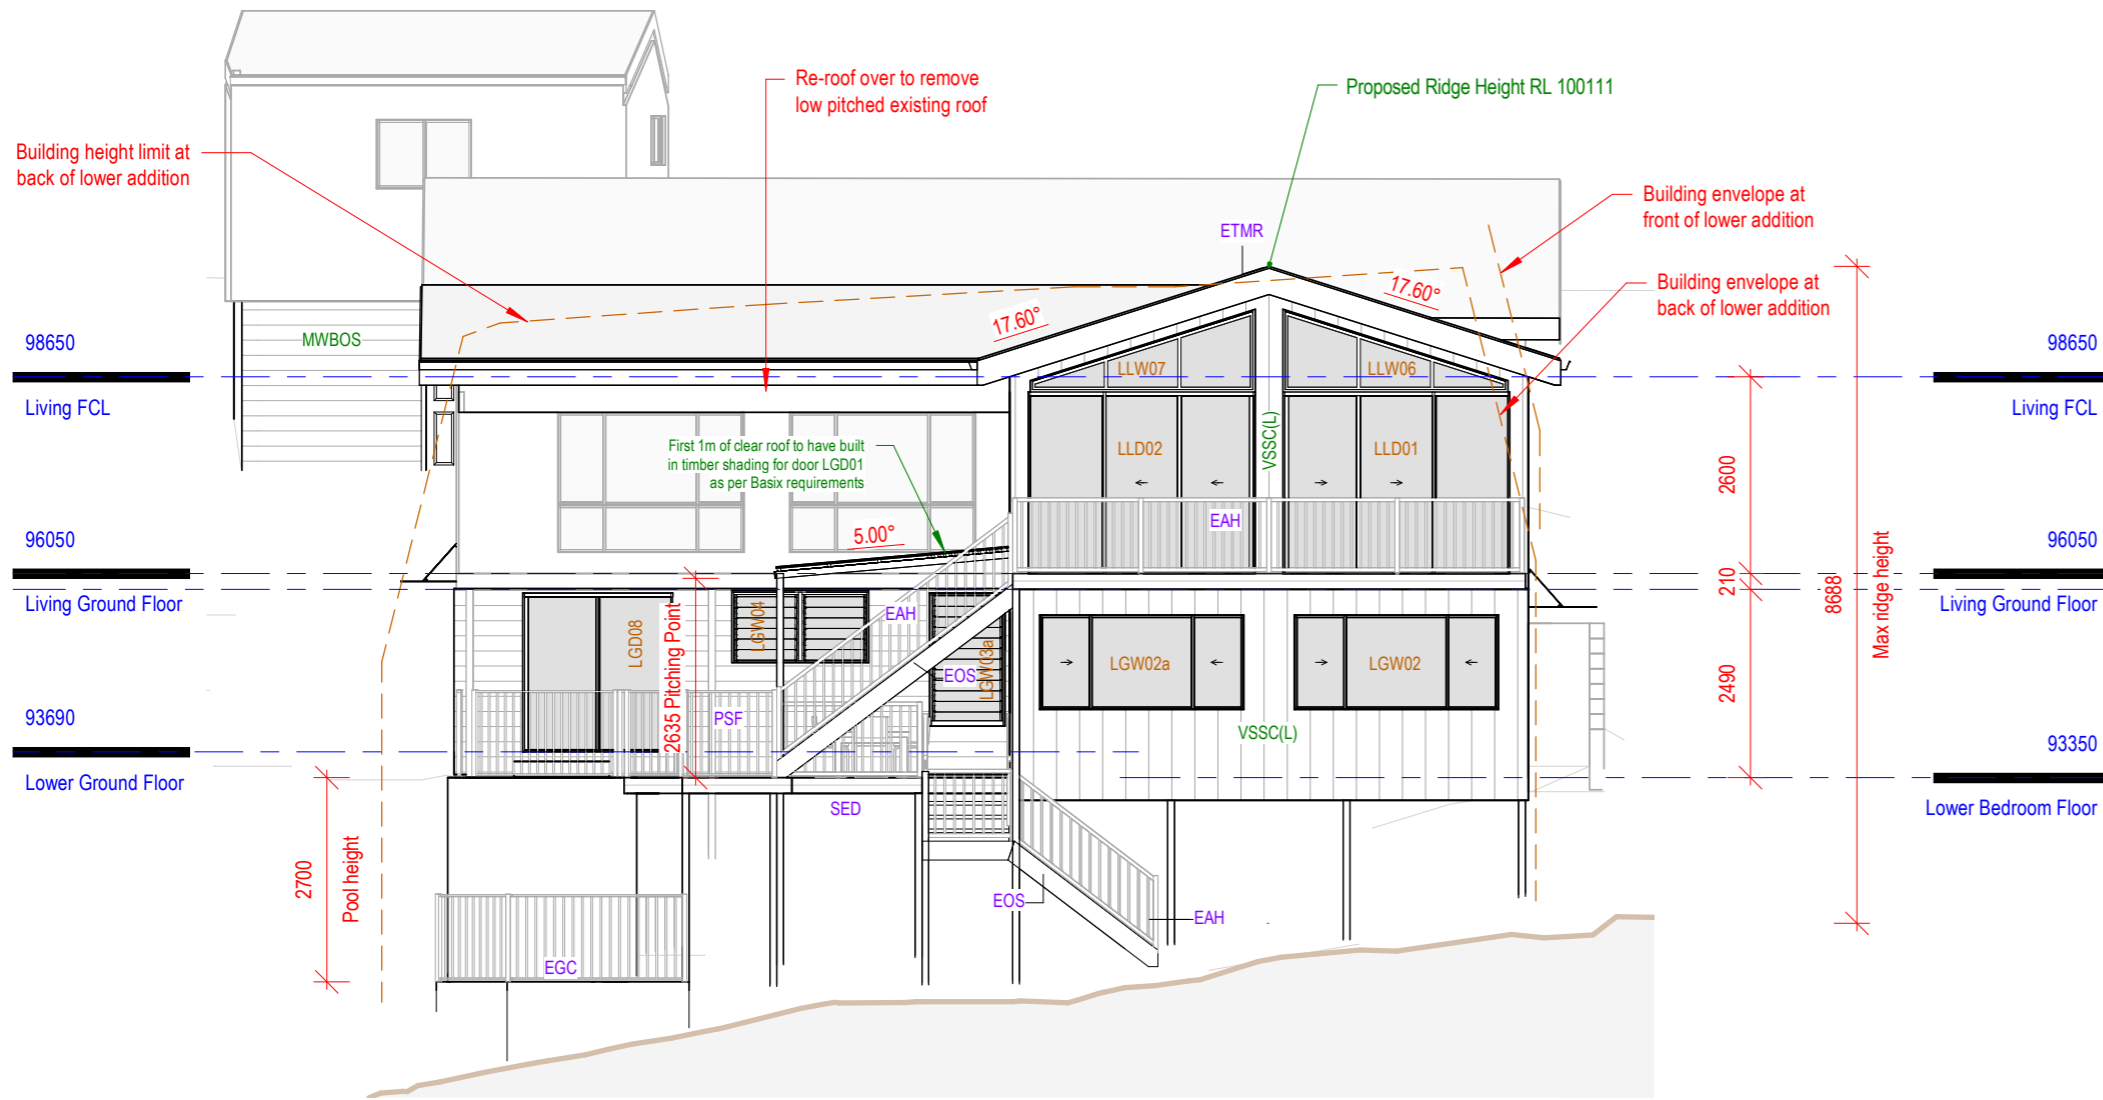 Re-roof over to remove
low pitched existing roof
Proposed Ridge Height RL 100111
Building height limit at
back of lower addition
Building envelope at
front of lower addition
ETMR
Building envelope at
back of lower addition
17.60°
17.60°
MWBOS
98650
Living FCL
98650
Living FCL
LLW07
LLW06
First 1m of clear roof to have built
in timber shading for door LGD01
as per Basix requirements
LLD02
VSSC(L)
LLD01
2600
EAH
5.00°
96050
Living Ground Floor
96050
Living Ground Floor
210
8688
Max ridge height
LGD08
2635 Pitching Point
LGW04
EAH
EOS
LGW03a
LGW02a
LGW02
2490
PSF
VSSC(L)
93690
Lower Ground Floor
93350
Lower Bedroom Floor
SED
2700
Pool height
EOS
EAH
EGC